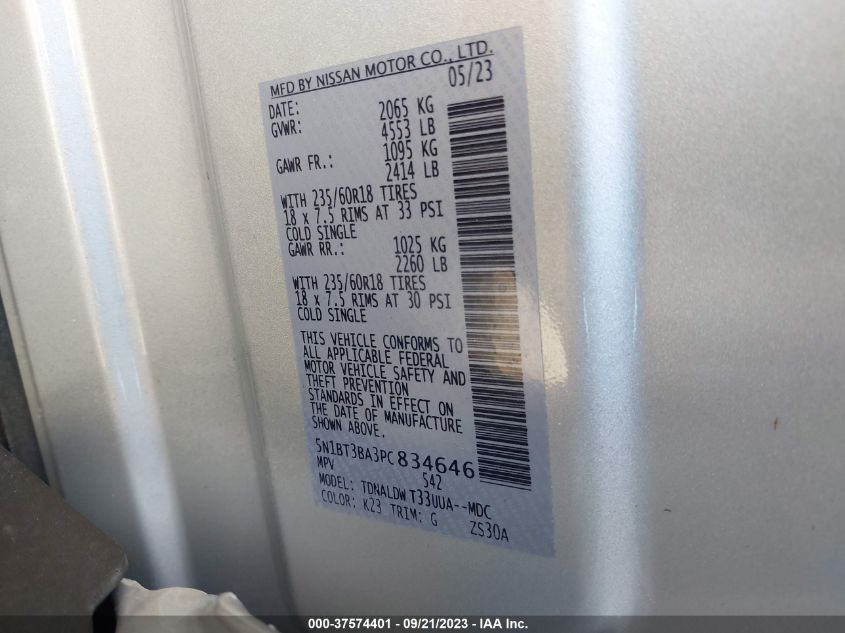 MFD BY NISSAN MOTOR CO., LTD.
DATE: 05/23
GVWR: 2065 KG
4553 LB
GAWR FR.: 1095 KG
2414 LB
WITH 235/60R18 TIRES
18 x 7.5 RIMS AT 33 PSI
COLD SINGLE
GAWR RR.: 1025 KG
2260 LB
WITH 235/60R18 TIRES
18 x 7.5 RIMS AT 30 PSI
COLD SINGLE
THIS VEHICLE CONFORMS TO
ALL APPLICABLE FEDERAL
MOTOR VEHICLE SAFETY AND
THEFT PREVENTION
STANDARDS IN EFFECT ON
THE DATE OF MANUFACTURE
SHOWN ABOVE.
5N1BT3BA3PC834646
MPV 542
MODEL: TDNALDW T33UUA--MDC
COLOR: K23 TRIM: G ZS30A
000-37574401 - 09/21/2023 - IAA Inc.